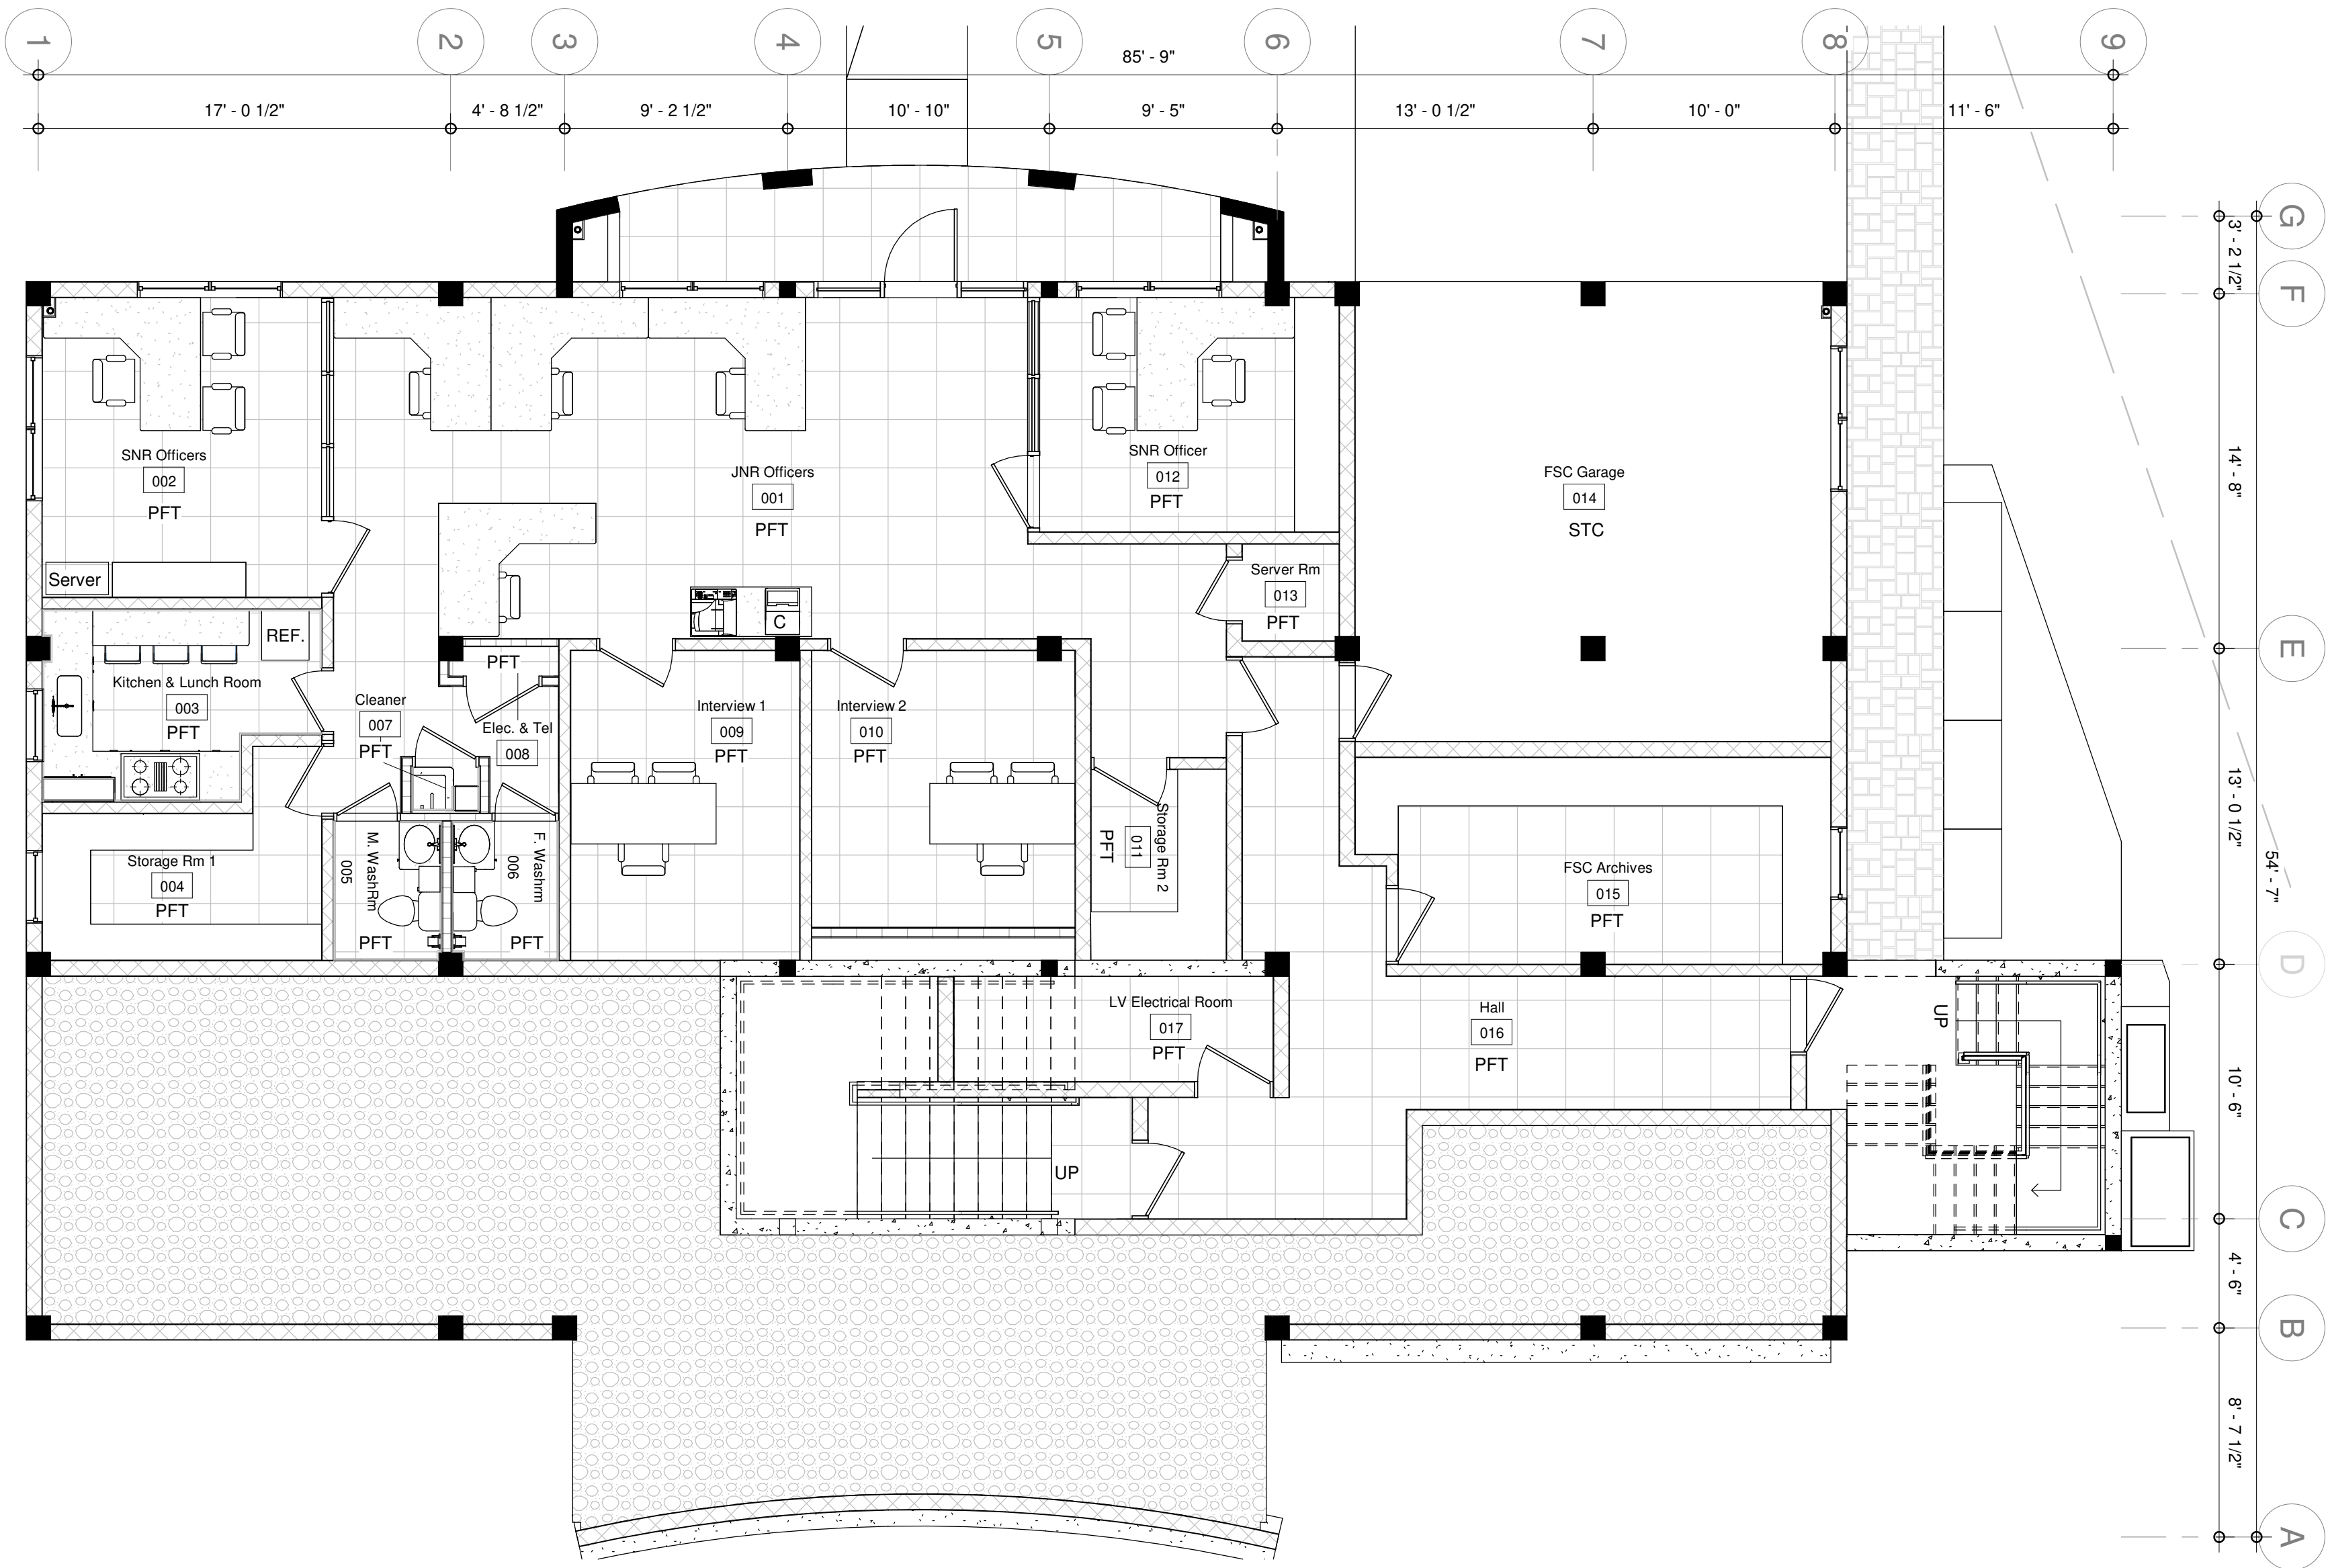 1
2
3
4
5
6
7
8
9
85' - 9"
17' - 0 1/2"
4' - 8 1/2"
9' - 2 1/2"
10' - 10"
9' - 5"
13' - 0 1/2"
10' - 0"
11' - 6"
G
3' - 2 1/2"
F
14' - 8"
E
13' - 0 1/2"
54' - 7"
D
10' - 6"
C
4' - 6"
B
8' - 7 1/2"
A
SNR Officers
002
PFT
Server
JNR Officers
001
PFT
SNR Officer
012
PFT
FSC Garage
014
STC
Server Rm
013
PFT
C
REF.
Kitchen & Lunch Room
003
PFT
Cleaner
007
PFT
PFT
Elec. & Tel
008
Interview 1
009
PFT
Interview 2
010
PFT
Storage Rm 2
011
PFT
FSC Archives
015
PFT
Storage Rm 1
004
PFT
M. WashRm
005
PFT
F. Washrm
006
PFT
LV Electrical Room
017
PFT
Hall
016
PFT
UP
UP